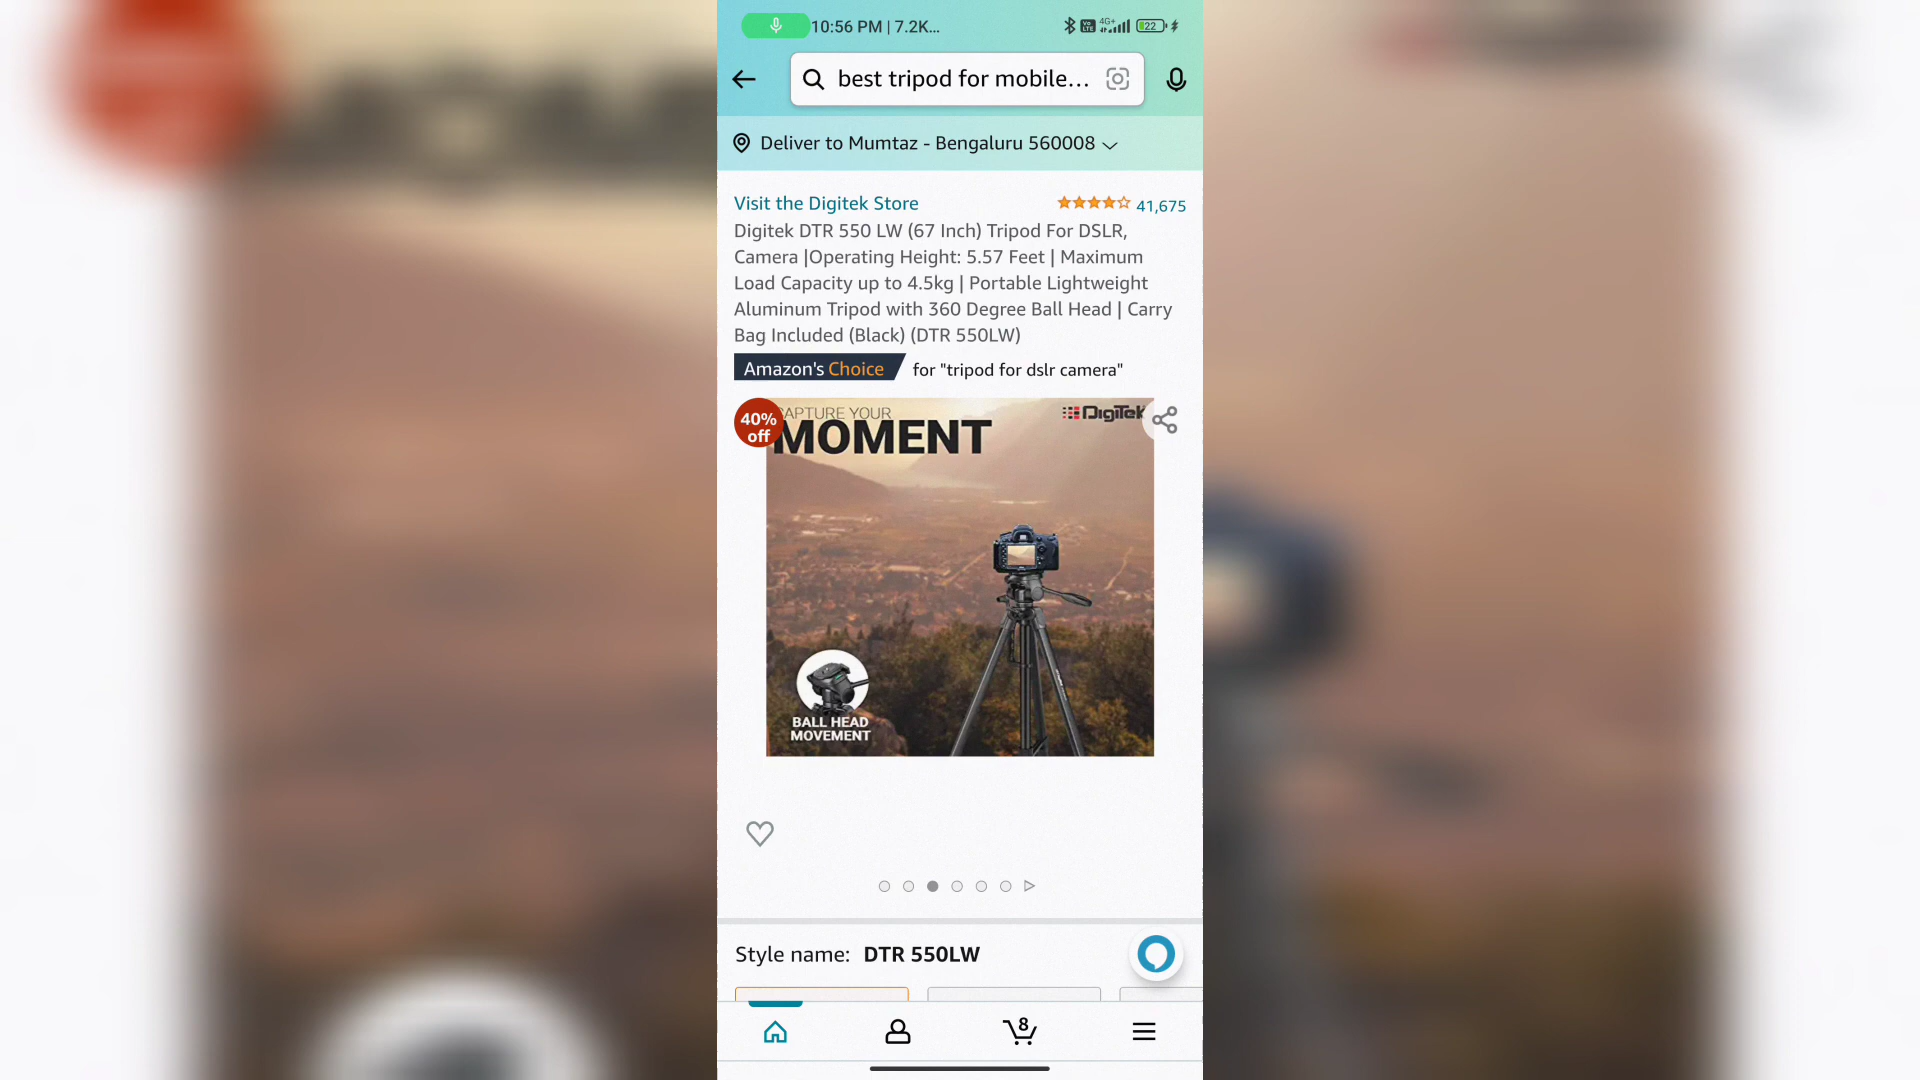 10:56 PM | 7.2K...
Vo LTE 4G+ 22
best tripod for mobile...
Deliver to Mumtaz - Bengaluru 560008
Visit the Digitek Store
41,675
Digitek DTR 550 LW (67 Inch) Tripod For DSLR,
Camera |Operating Height: 5.57 Feet | Maximum
Load Capacity up to 4.5kg | Portable Lightweight
Aluminum Tripod with 360 Degree Ball Head | Carry
Bag Included (Black) (DTR 550LW)
Amazon's Choice for "tripod for dslr camera"
40%
off
APTURE YOUR
MOMENT
DigiTek
BALL HEAD
MOVEMENT
Style name: DTR 550LW
8